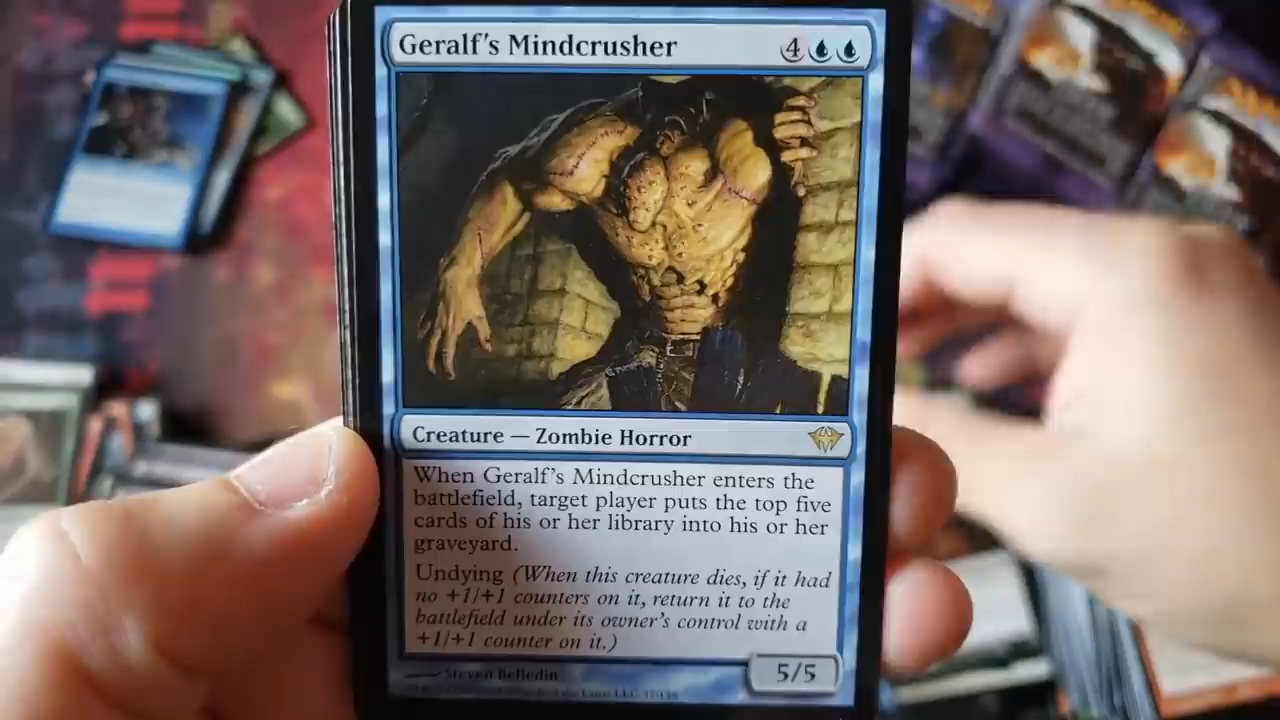 Geralf's Mindcrusher 4
Creature — Zombie Horror
When Geralf's Mindcrusher enters the
battlefield, target player puts the top five
cards of his or her library into his or her
graveyard.
Undying (When this creature dies, if it had
no +1/+1 counters on it, return it to the
battlefield under its owner's control with a
+1/+1 counter on it.)
Steven Belledin
5/5